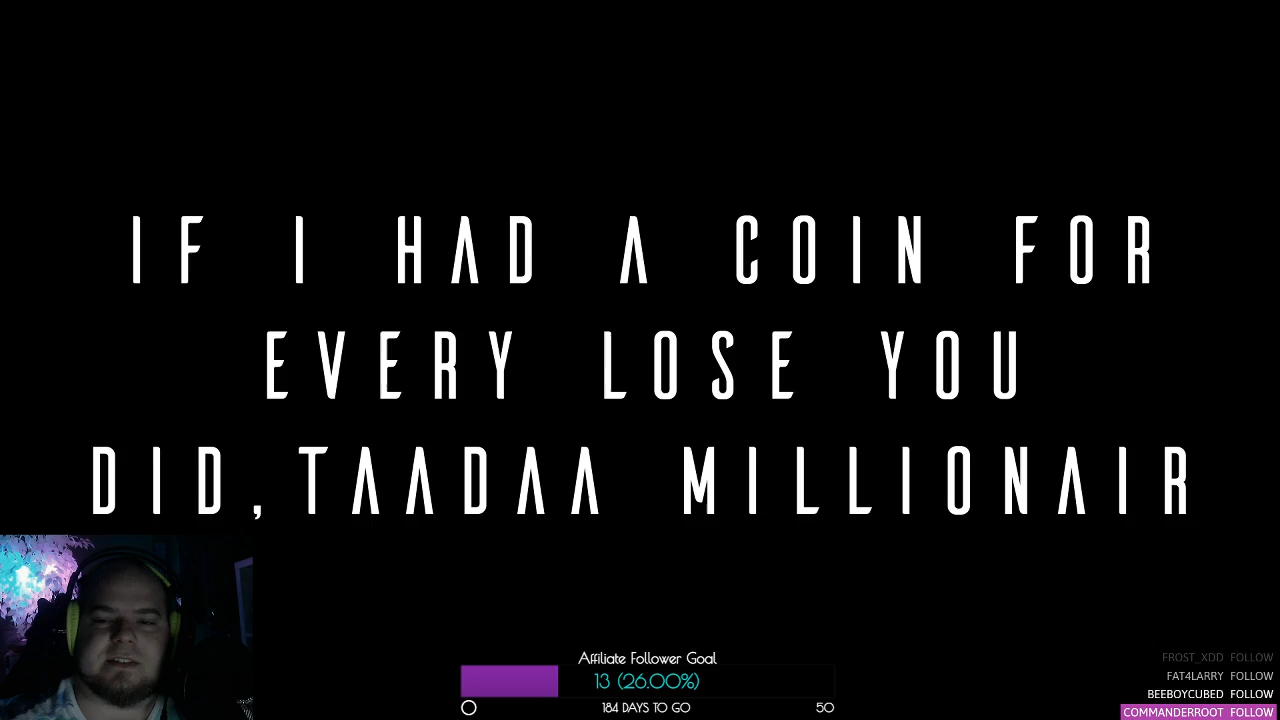 IF I HAD A COIN FOR
EVERY LOSE YOU
DID,TAADAA MILLIONAIR
Affiliate Follower Goal
13 (26.00%)
0 184 DAYS TO GO 50
FROST_XDD FOLLOW
FAT4LARRY FOLLOW
BEEBOYCUBED FOLLOW
COMMANDERROOT FOLLOW